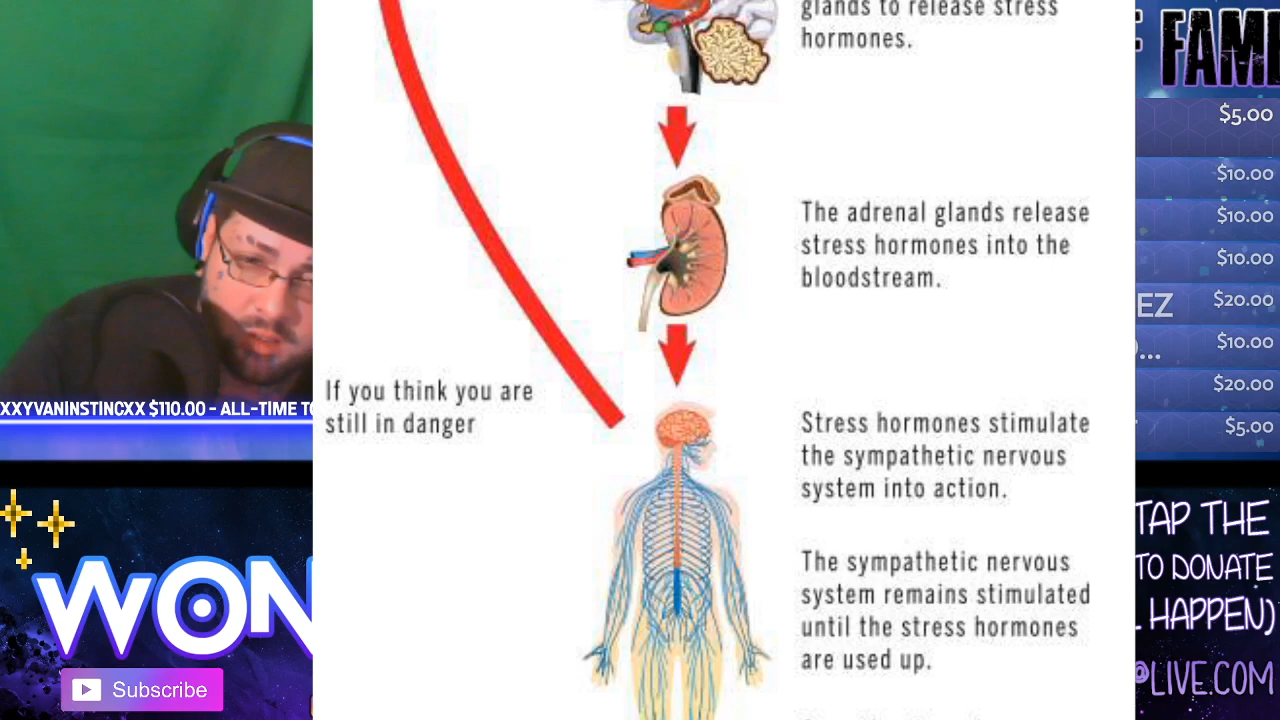 glands to release stress
hormones.
The adrenal glands release
stress hormones into the
bloodstream.
If you think you are
still in danger
Stress hormones stimulate
the sympathetic nervous
system into action.
The sympathetic nervous
system remains stimulated
until the stress hormones
are used up.
XXYVANINSTINCXX $110.00 - ALL-TIME TO
WON
Subscribe
F FAME
$5.00
$10.00
$10.00
$10.00
EZ $20.00
... $10.00
$20.00
$5.00
TAP THE
TO DONATE
L HAPPEN)
@LIVE.COM